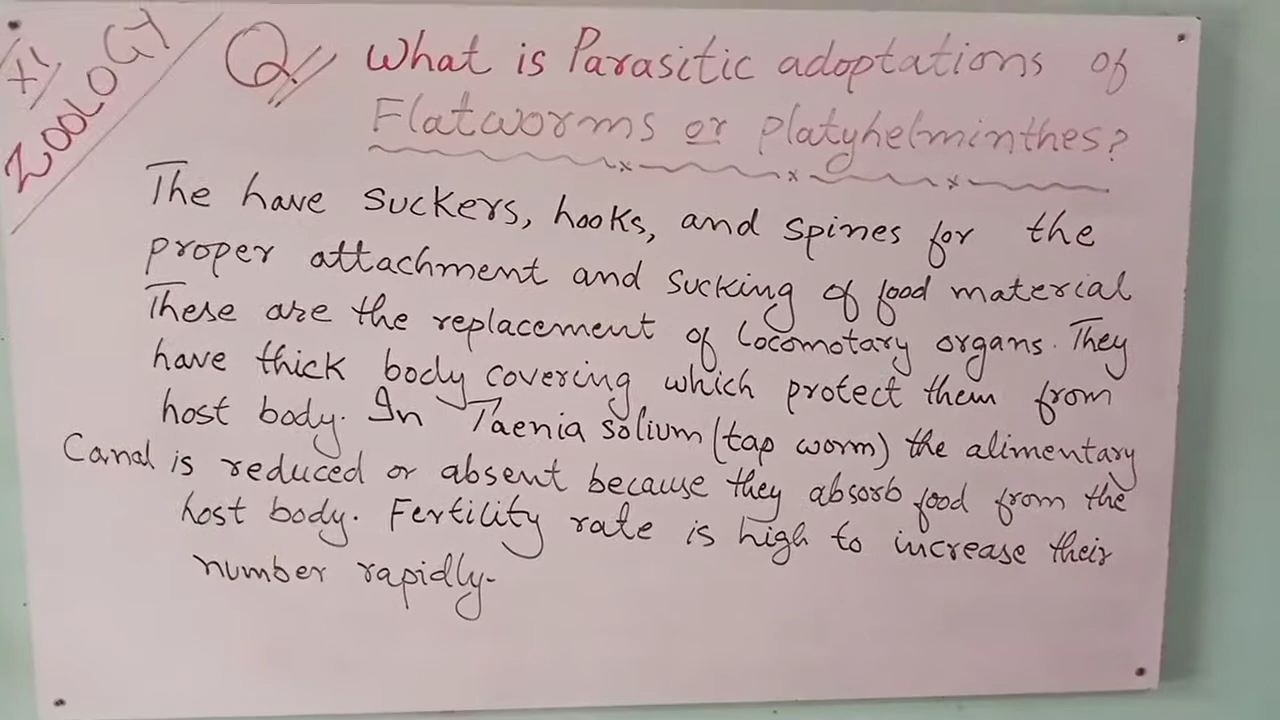 XI
ZOOLOGY
Q. What is Parasitic adoptations of
Flatworms or platyhelminthes?
The have suckers, hooks, and spines for the
proper attachment and sucking of food material
These are the replacement of locomotary organs. They
have thick body covering which protect them from
host body. In Taenia solium (tap worm) the alimentary
Canal is reduced or absent because they absorb food from the
host body. Fertility rate is high to increase their
number rapidly-